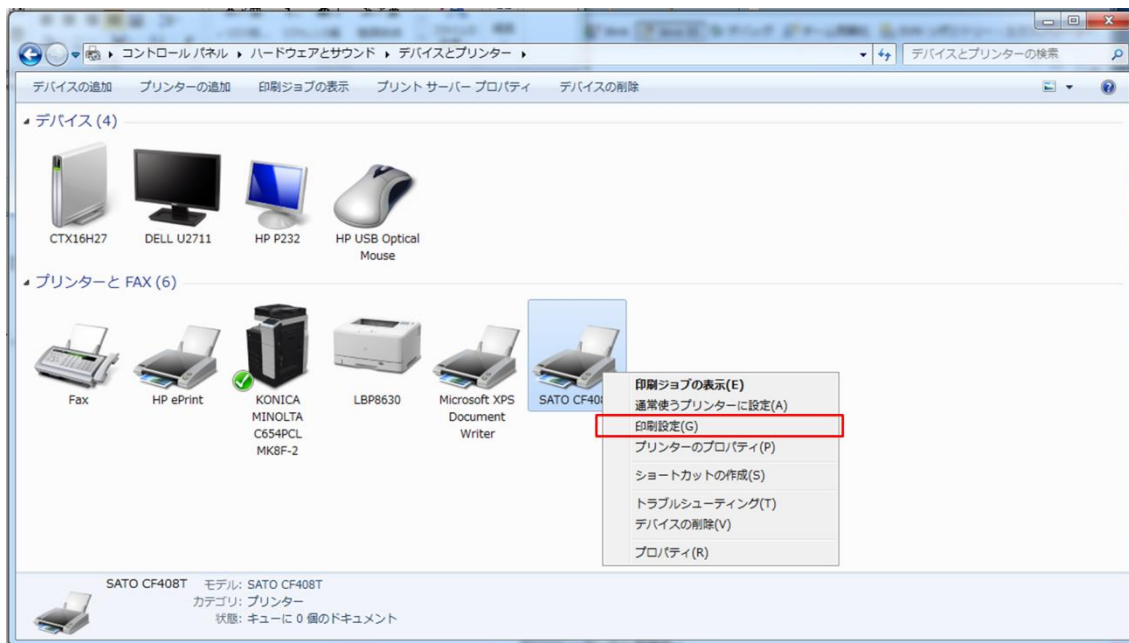 コントロール パネル ▸ ハードウェアとサウンド ▸ デバイスとプリンター ▸
デバイスとプリンターの検索
デバイスの追加 プリンターの追加 印刷ジョブの表示 プリント サーバー プロパティ デバイスの削除
デバイス (4)
CTX16H27
DELL U2711
HP P232
HP USB Optical
Mouse
プリンターと FAX (6)
Fax
HP ePrint
KONICA
MINOLTA
C654PCL
MK8F-2
LBP8630
Microsoft XPS
Document
Writer
SATO CF408
印刷ジョブの表示(E)
通常使うプリンターに設定(A)
印刷設定(G)
プリンターのプロパティ(P)
ショートカットの作成(S)
トラブルシューティング(T)
デバイスの削除(V)
プロパティ(R)
SATO CF408T モデル: SATO CF408T
カテゴリ: プリンター
状態: キューに 0 個のドキュメント